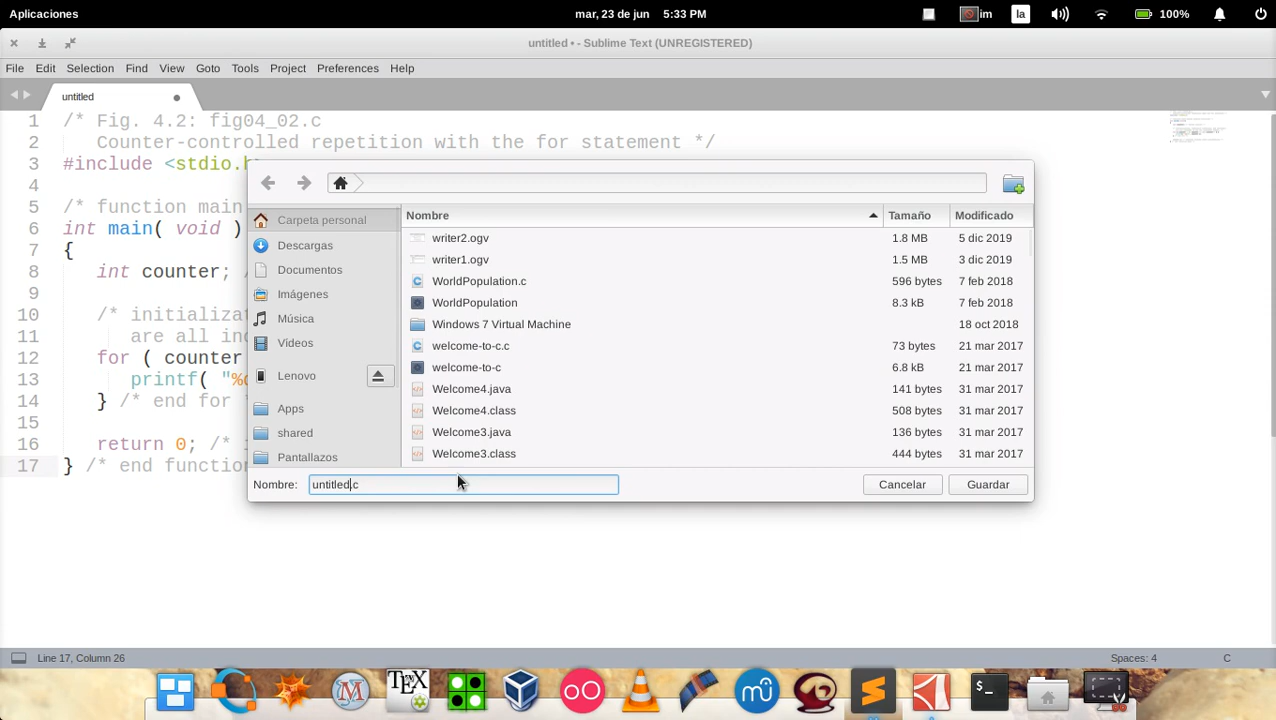 Aplicaciones
mar, 23 de jun 5:33 PM
im
la
100%
untitled • - Sublime Text (UNREGISTERED)
File Edit Selection Find View Goto Tools Project Preferences Help
untitled
1 /* Fig. 4.2: fig04_02.c
2 Counter-controlled repetition with the for statement */
3 #include <stdio.h
4
5 /* function main
6 int main( void )
7 {
8 int counter; /
9
10 /* initializat
11 are all inc
12 for ( counter
13 printf( "%d
14 } /* end for *
15
16 return 0; /* i
17 } /* end function
Nombre Tamaño Modificado
Carpeta personal
Descargas
Documentos
Imágenes
Música
Vídeos
Lenovo
Apps
shared
Pantallazos
writer2.ogv 1.8 MB 5 dic 2019
writer1.ogv 1.5 MB 3 dic 2019
WorldPopulation.c 596 bytes 7 feb 2018
WorldPopulation 8.3 kB 7 feb 2018
Windows 7 Virtual Machine 18 oct 2018
welcome-to-c.c 73 bytes 21 mar 2017
welcome-to-c 6.8 kB 21 mar 2017
Welcome4.java 141 bytes 31 mar 2017
Welcome4.class 508 bytes 31 mar 2017
Welcome3.java 136 bytes 31 mar 2017
Welcome3.class 444 bytes 31 mar 2017
Nombre: untitled.c Cancelar Guardar
Line 17, Column 26 Spaces: 4 C
TEX